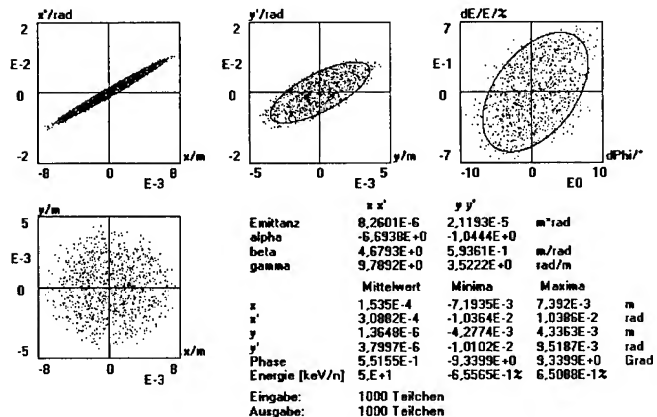 x'/rad
2
E-2
0
-2
-8 0 8 x/m
E-3
y'/rad
2
E-2
0
-2
-5 0 5 y/m
E-3
dE/E/%
7
E-1
0
-7
-10 0 10 dPhi/°
E0
y/m
5
E-3
0
-5
-8 0 8 x/m
E-3
x x' y y'
Emittanz 8,2601E-6 2,1193E-5 m*rad
alpha -6,6938E+0 -1,0444E+0
beta 4,6793E+0 5,9361E-1 m/rad
gamma 9,7892E+0 3,5222E+0 rad/m
Mittelwert Minima Maxima
x 1,535E-4 -7,1935E-3 7,392E-3 m
x' 3,0882E-4 -1,0364E-2 1,0386E-2 rad
y 1,3648E-6 -4,2774E-3 4,3363E-3 m
y' 3,7997E-6 -1,0102E-2 9,5187E-3 rad
Phase 5,5155E-1 -9,3399E+0 9,3399E+0 Grad
Energie [keV/n] 5,E+1 -6,5565E-1% 6,5088E-1%
Eingabe: 1000 Teilchen
Ausgabe: 1000 Teilchen